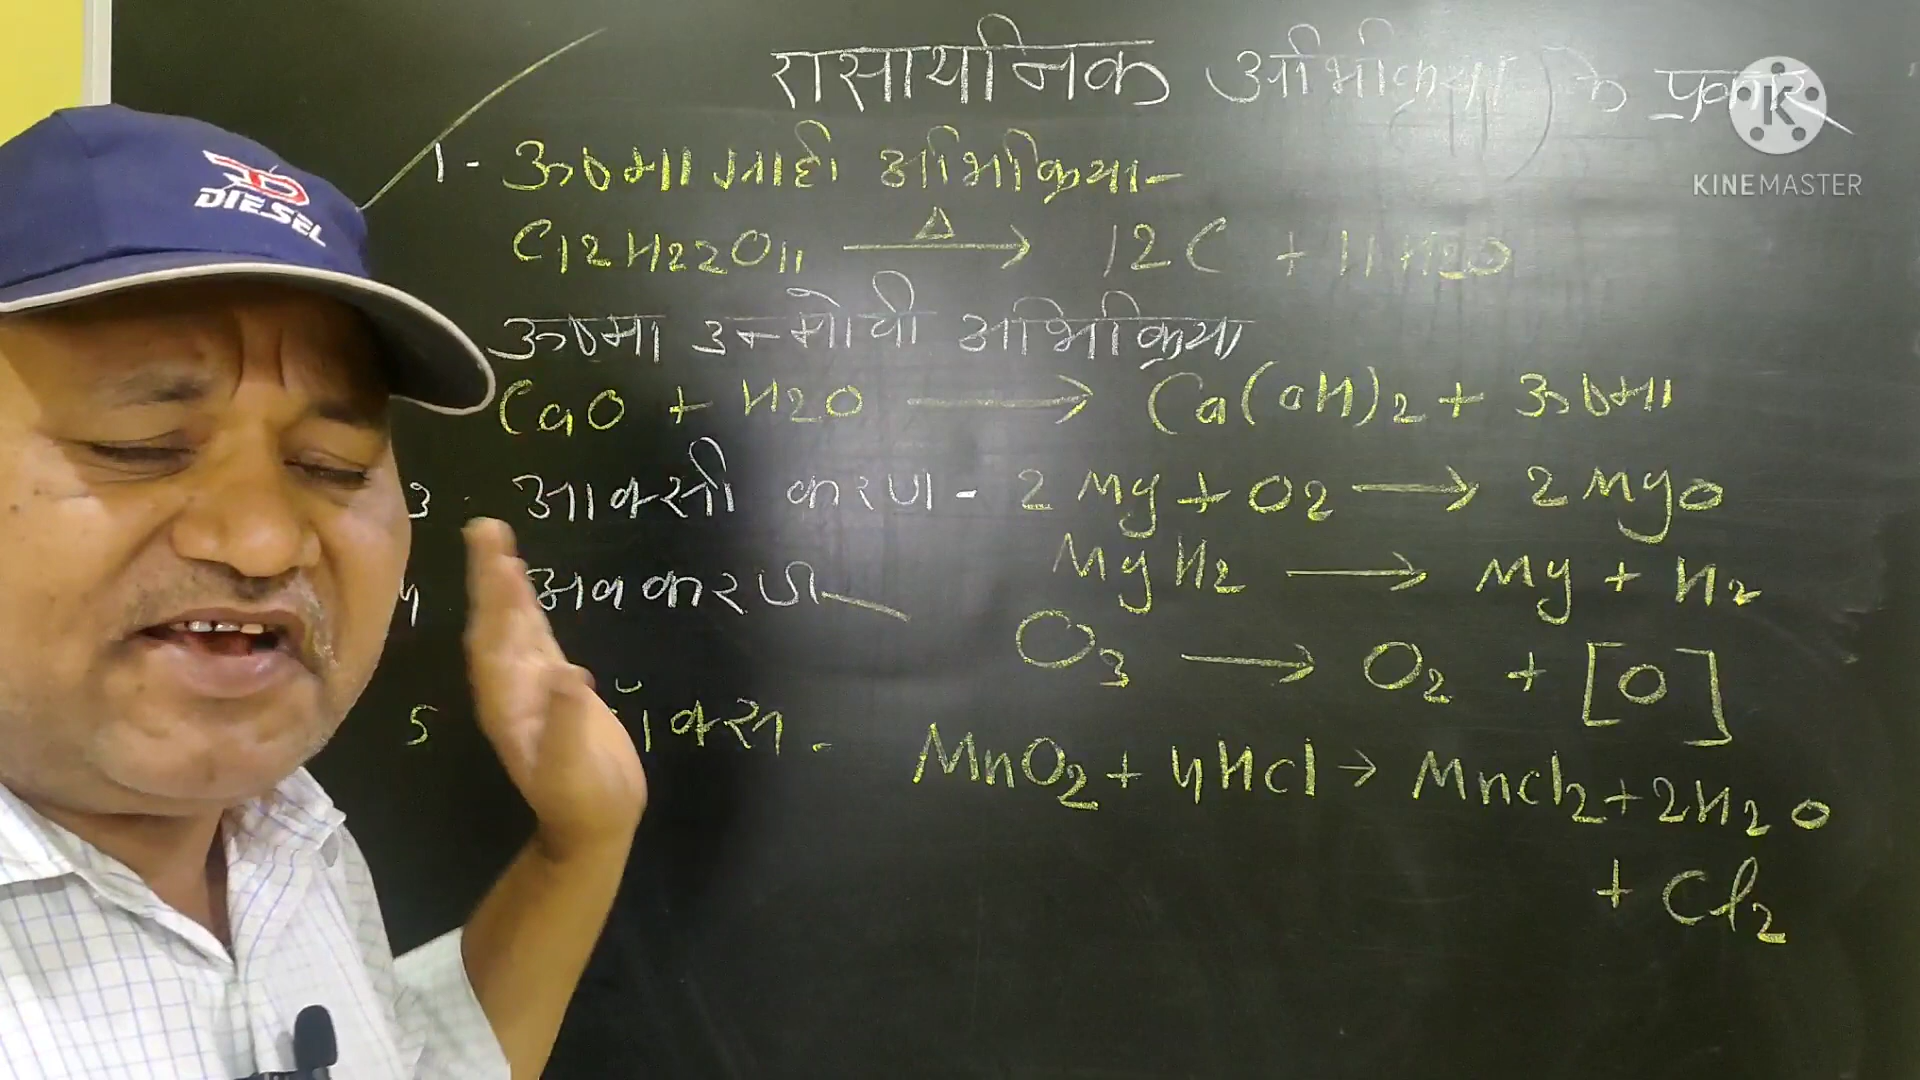 रासायनिक अभिक्रिया के प्रकार
KINEMASTER
DIESEL
1- ऊष्मा ग्राही अभिक्रिया-
C12H22O11 —Δ→ 12C + 11H2O
ऊष्मा उन्मोची अभिक्रिया
CaO + H2O → Ca(OH)2 + ऊष्मा
3 आक्सी करण - 2Mg + O2 → 2MgO
4 अवकरण MgH2 → Mg + H2
O3 → O2 + [O]
5 MnO2 + 4HCl → MnCl2 + 2H2O
+ Cl2